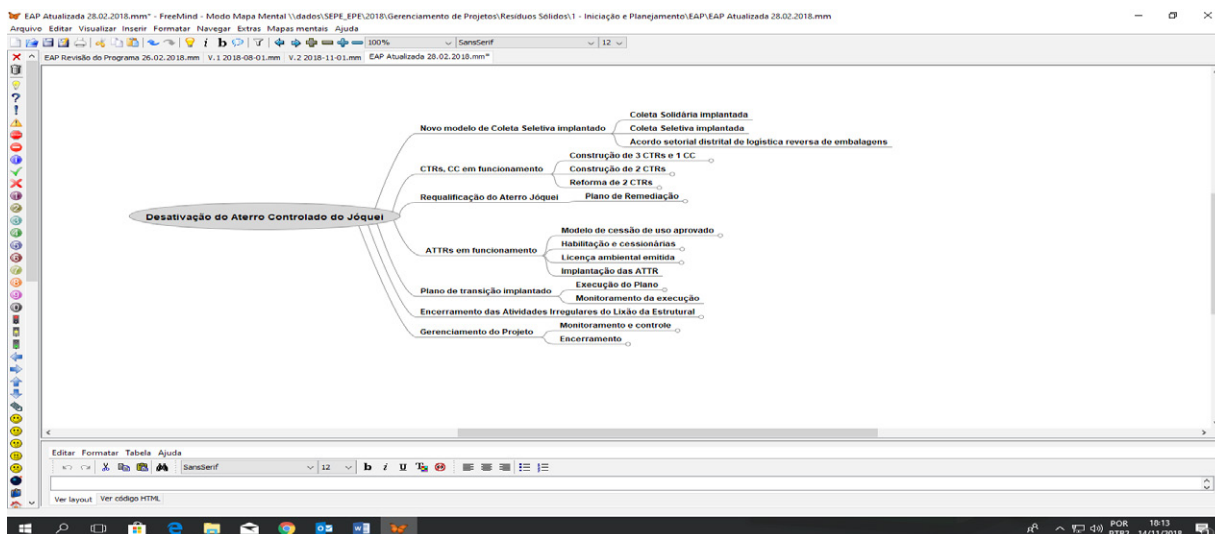 EAP Atualizada 28.02.2018.mm* - FreeMind - Modo Mapa Mental \\dados\SEPE_EPE\2018\Gerenciamento de Projetos\Resíduos Sólidos\1 - Iniciação e Planejamento\EAP\EAP Atualizada 28.02.2018.mm
Arquivo Editar Visualizar Inserir Formatar Navegar Extras Mapas mentais Ajuda
100% SansSerif 12
EAP Revisão do Programa 26.02.2018.mm V.1 2018-08-01.mm V.2 2018-11-01.mm EAP Atualizada 28.02.2018.mm*
Desativação do Aterro Controlado do Jóquei
Novo modelo de Coleta Seletiva implantado
Coleta Solidária implantada
Coleta Seletiva implantada
Acordo setorial distrital de logística reversa de embalagens
CTRs, CC em funcionamento
Construção de 3 CTRs e 1 CC
Construção de 2 CTRs
Reforma de 2 CTRs
Requalificação do Aterro Jóquei
Plano de Remediação
ATTRs em funcionamento
Modelo de cessão de uso aprovado
Habilitação e cessionárias
Licença ambiental emitida
Implantação das ATTR
Plano de transição implantado
Execução do Plano
Monitoramento da execução
Encerramento das Atividades Irregulares do Lixão da Estrutural
Gerenciamento do Projeto
Monitoramento e controle
Encerramento
Editar Formatar Tabela Ajuda
SansSerif 12 b i U
Ver layout Ver código HTML
POR 18:13
PTB2 14/11/2018